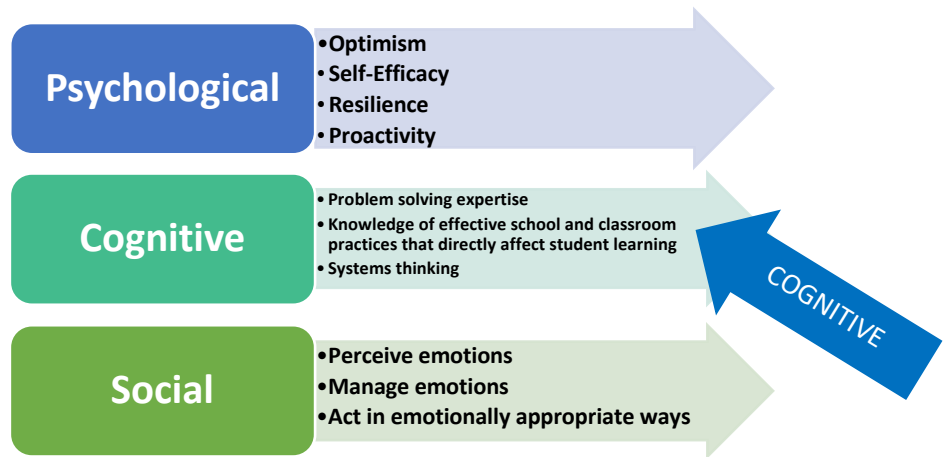 Psychological
•Optimism
•Self-Efficacy
•Resilience
•Proactivity
Cognitive
•Problem solving expertise
•Knowledge of effective school and classroom
practices that directly affect student learning
•Systems thinking
COGNITIVE
Social
•Perceive emotions
•Manage emotions
•Act in emotionally appropriate ways